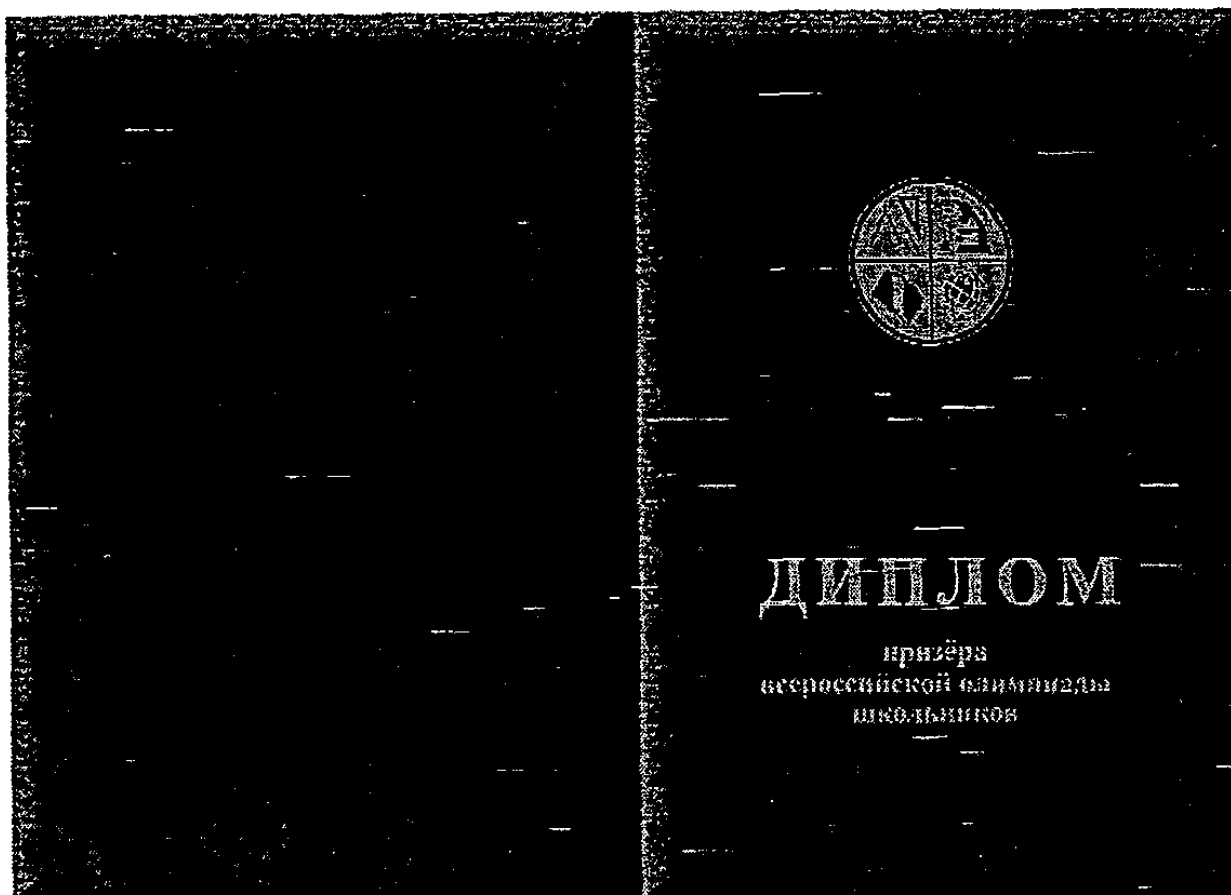 ДИПЛОМ
призёра
всероссийской олимпиады
школьников